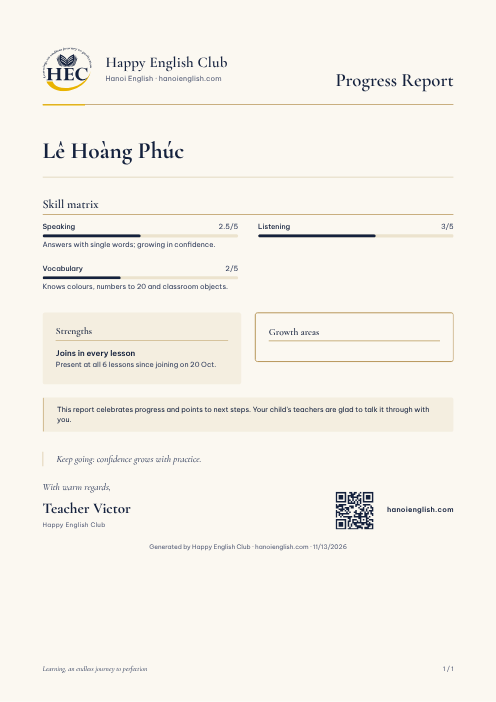 HEC
Happy English Club
Hanoi English · hanoienglish.com
Progress Report
Lê Hoàng Phúc
Skill matrix
Speaking 2.5/5
Answers with single words; growing in confidence.
Listening 3/5
Vocabulary 2/5
Knows colours, numbers to 20 and classroom objects.
Strengths
Joins in every lesson
Present at all 6 lessons since joining on 20 Oct.
Growth areas
This report celebrates progress and points to next steps. Your child's teachers are glad to talk it through with
you.
Keep going: confidence grows with practice.
With warm regards,
Teacher Victor
Happy English Club
hanoienglish.com
Generated by Happy English Club · hanoienglish.com · 11/13/2026
Learning, an endless journey to perfection
1 / 1